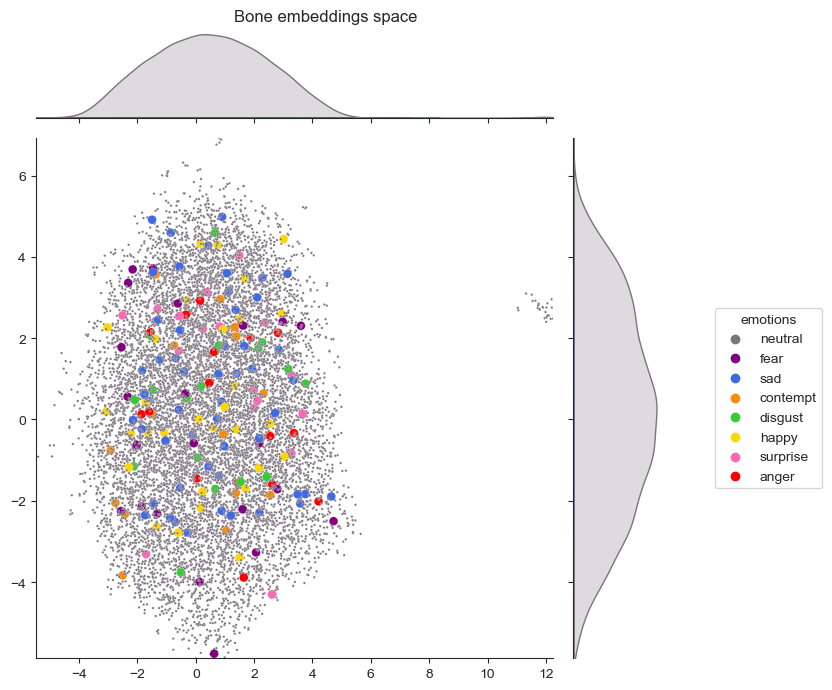 Bone embeddings space
6
4
2
0
−2
−4
−4 −2 0 2 4 6 8 10 12
emotions
neutral
fear
sad
contempt
disgust
happy
surprise
anger